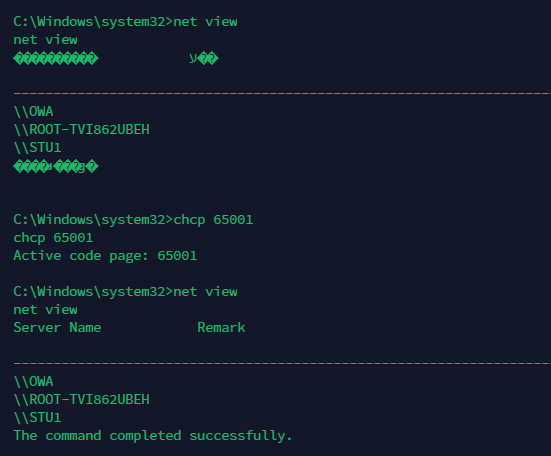 C:\Windows\system32>net view
net view
\\OWA
\\ROOT-TVI862UBEH
\\STU1
C:\Windows\system32>chcp 65001
chcp 65001
Active code page: 65001
C:\Windows\system32>net view
net view
Server Name            Remark
-------------------------------------------------------------------
\\OWA
\\ROOT-TVI862UBEH
\\STU1
The command completed successfully.